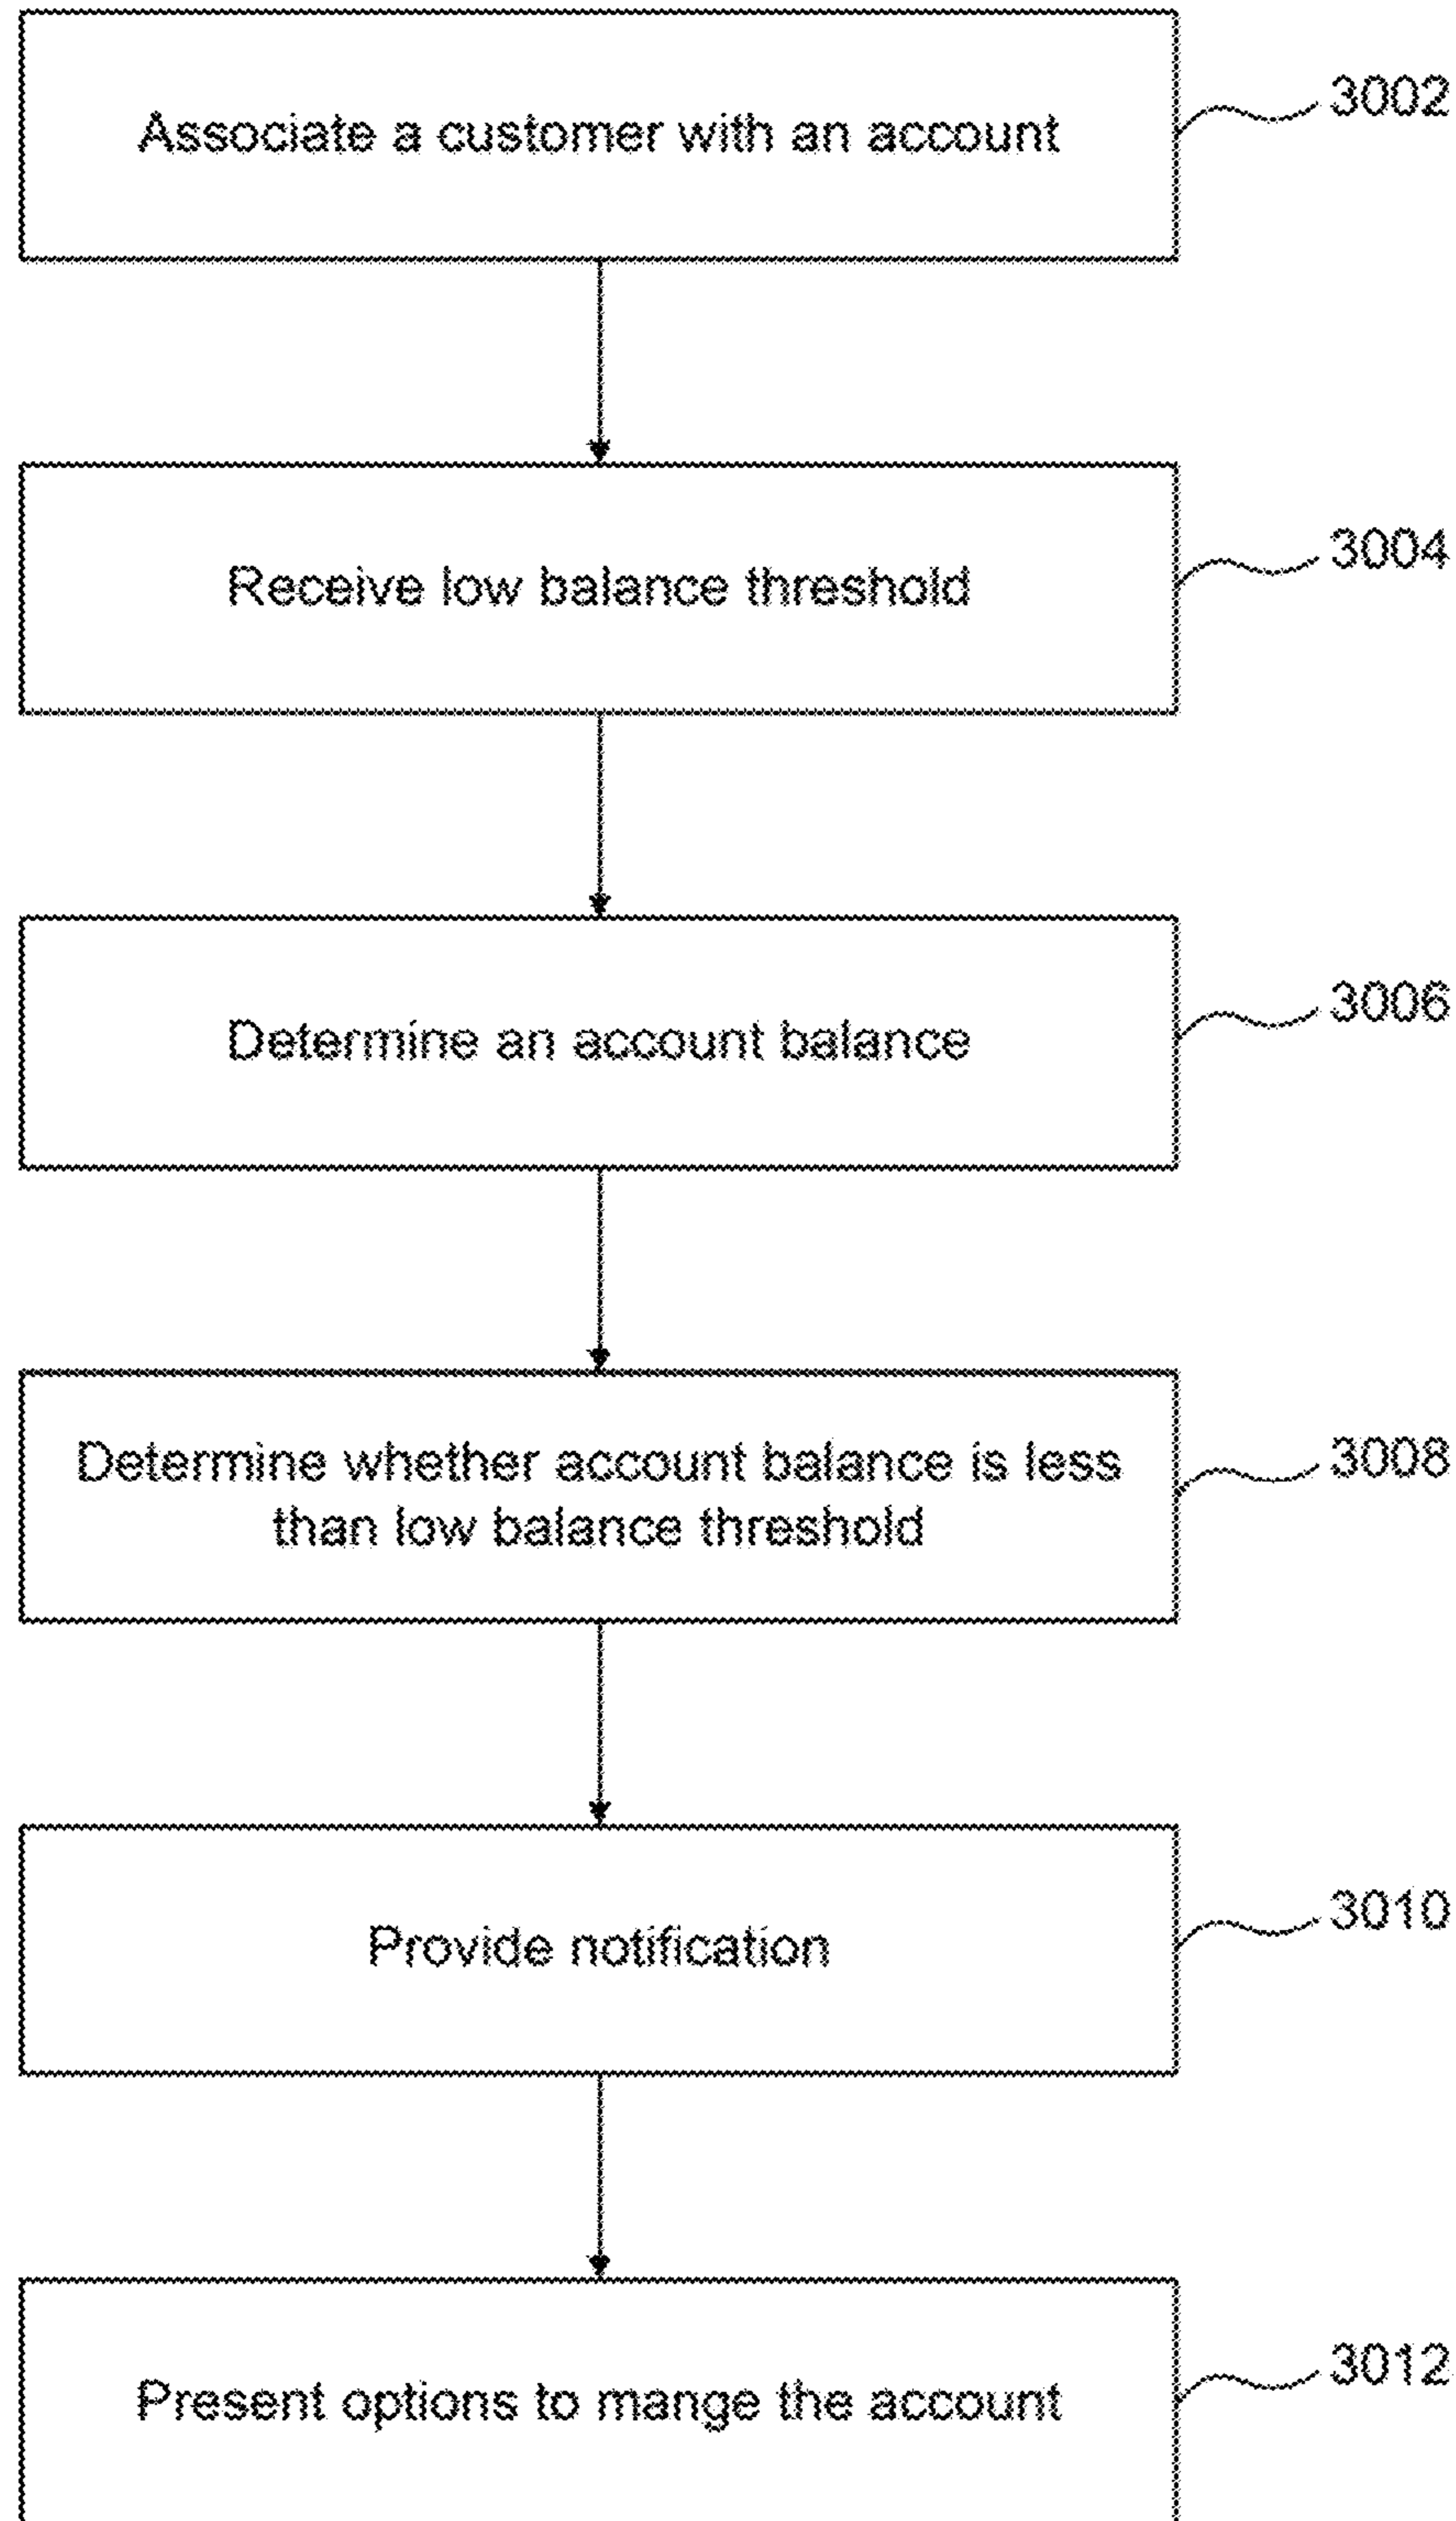 Associate a customer with an account
3002
Receive low balance threshold
3004
Determine an account balance
3006
Determine whether account balance is less
than low balance threshold
3008
Provide notification
3010
Present options to mange the account
3012